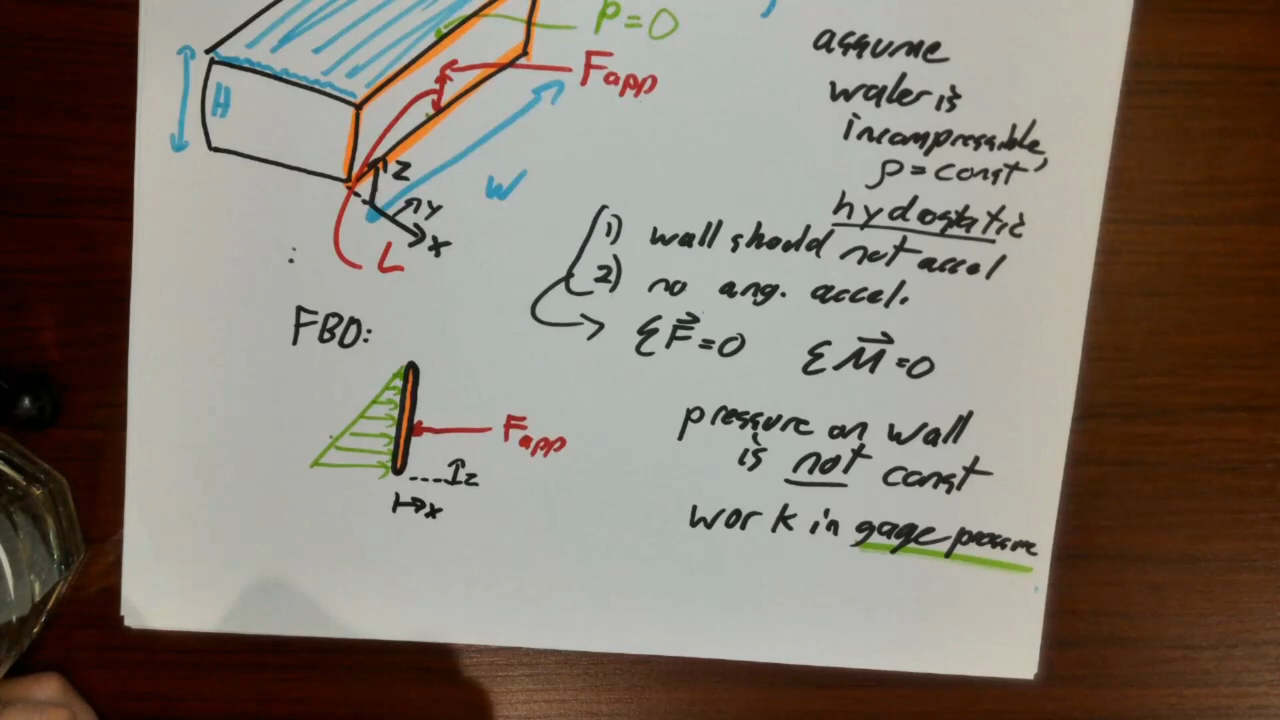 P=0
Fapp
H
W
z
y
x
L
assume
water is
incompressible,
ρ=const
hydostatic
1) wall should not accel
2) no ang. accel.
ΣF⃗=0 ΣM⃗=0
FBD:
Fapp
z
x
pressure on wall
is not const
work in gage pressure